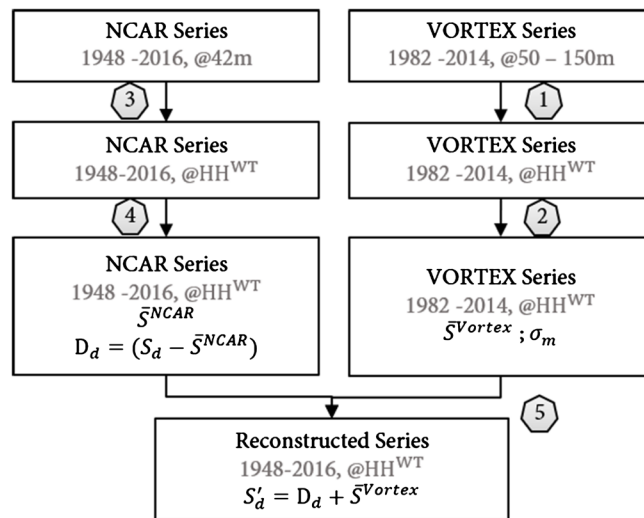 NCAR Series
1948 -2016, @42m
VORTEX Series
1982 -2014, @50 – 150m
3
1
NCAR Series
1948-2016, @HH^WT
VORTEX Series
1982 -2014, @HH^WT
4
2
NCAR Series
1948 -2016, @HH^WT
S̄^NCAR
D_d = (S_d − S̄^NCAR)
VORTEX Series
1982 -2014, @HH^WT
S̄^Vortex ; σ_m
5
Reconstructed Series
1948-2016, @HH^WT
S′_d = D_d + S̄^Vortex